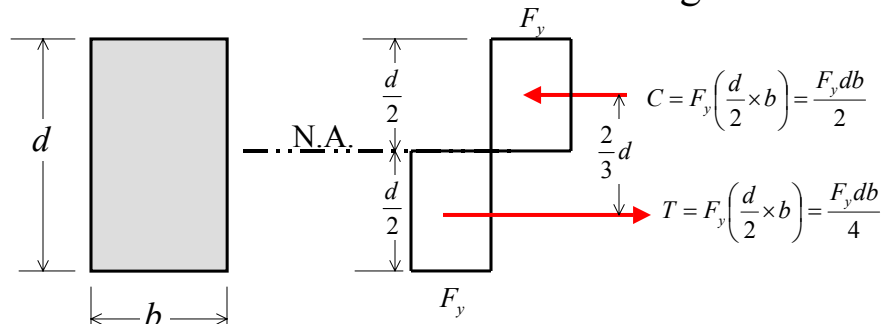 F_y
d
d/2
N.A.
d/2
b
F_y
C = F_y(d/2 × b) = F_y db/2
2/3 d
T = F_y(d/2 × b) = F_y db/4